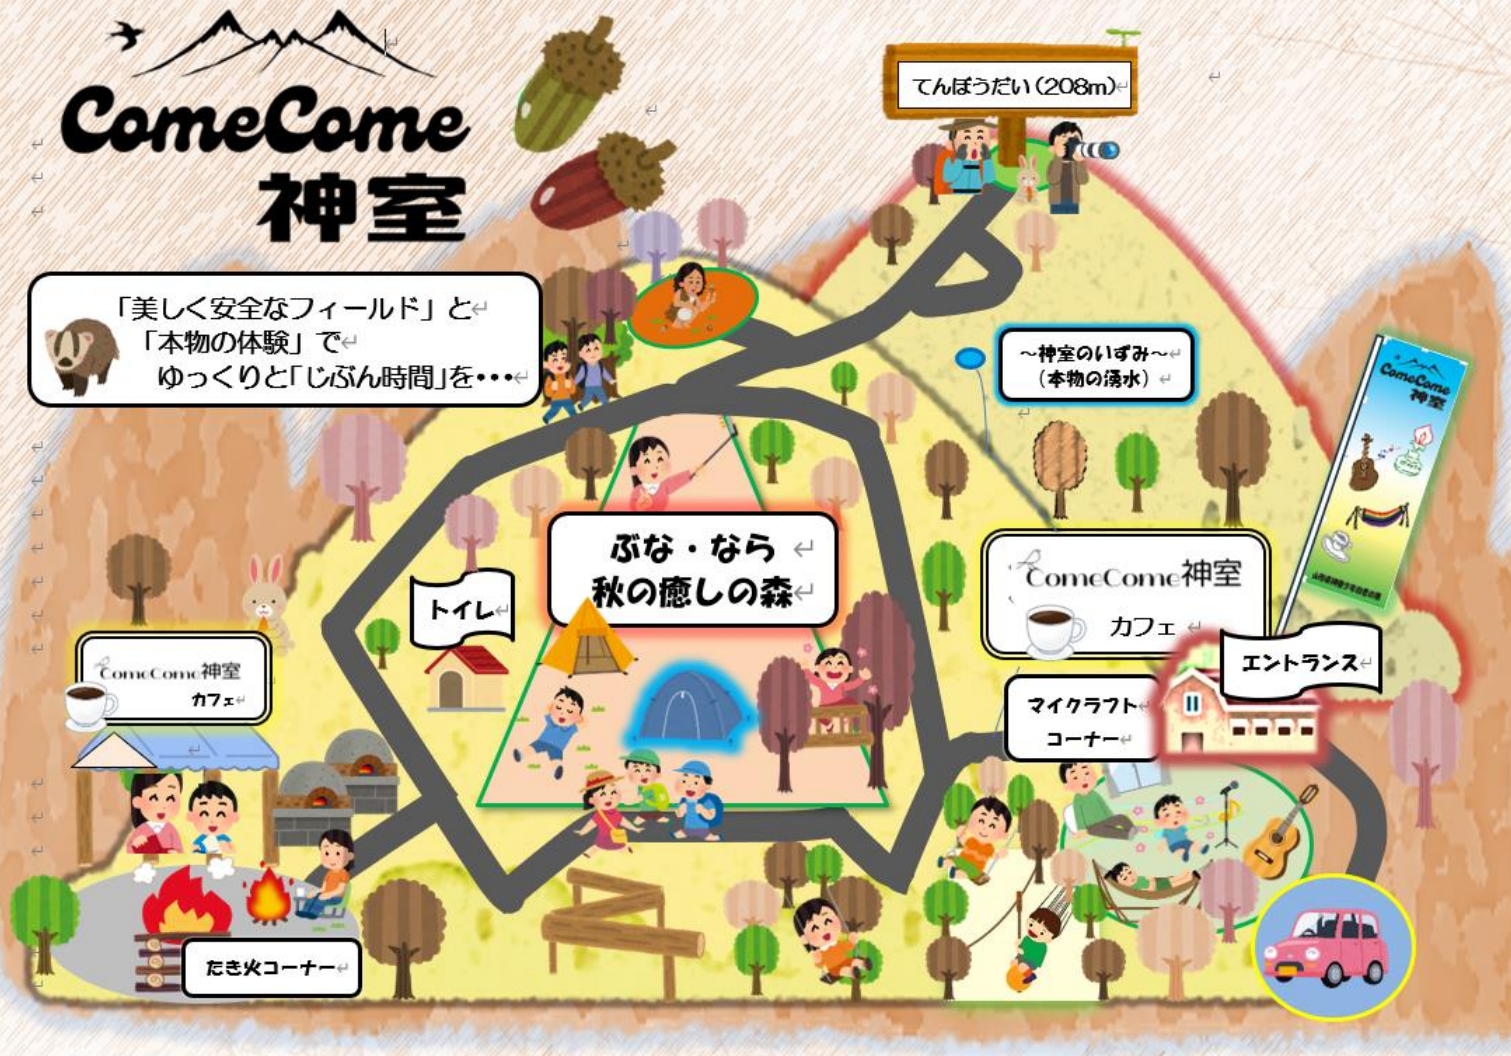 ComeCome
神室
てんぼうだい(208m)
「美しく安全なフィールド」と
「本物の体験」で
ゆっくりと「じぶん時間」を・・・
～神室のいずみ～
(本物の湧水)
ComeCome
神室
ぶな・なら
秋の癒しの森
トイレ
ComeCome神室
カフェ
エントランス
ComeCome神室
カフェ
マイクラフト
コーナー
たき火コーナー